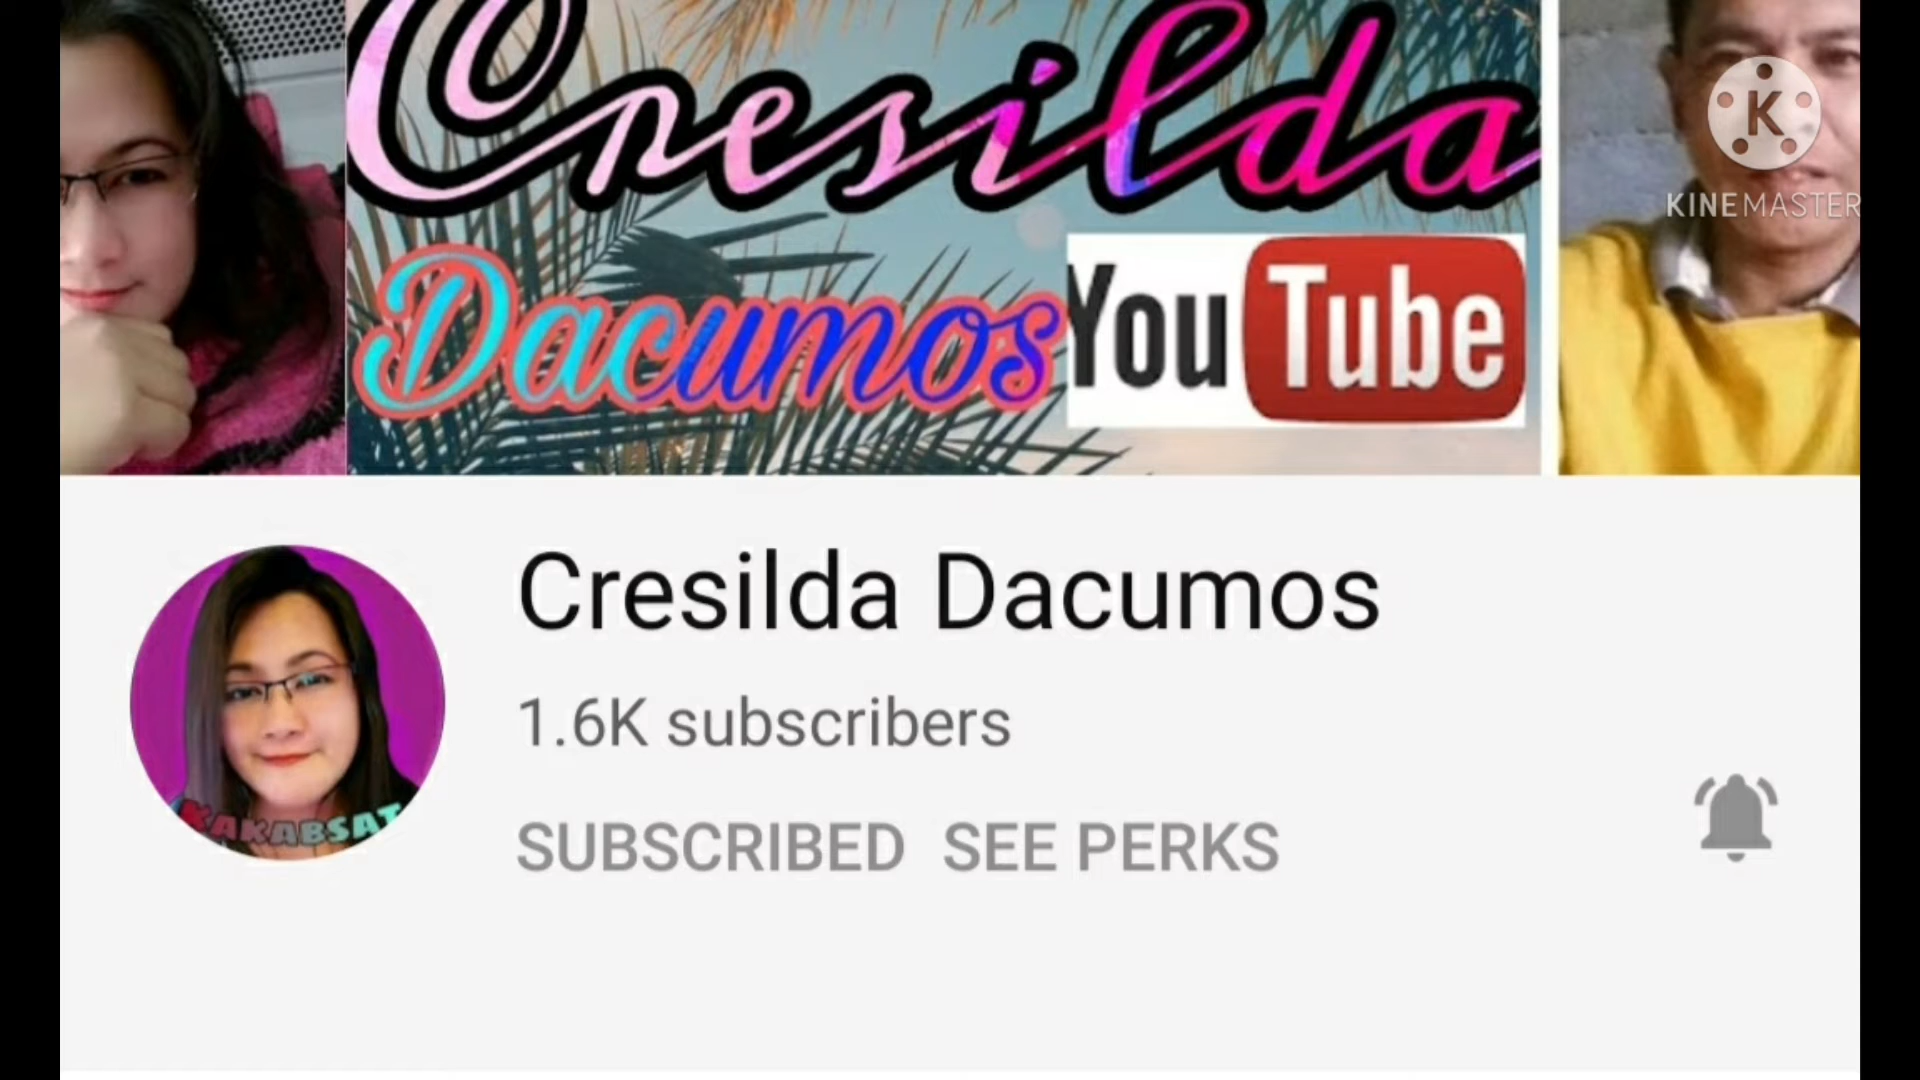 Cresilda
K
KINEMASTER
Dacumos
YouTube
Cresilda Dacumos
1.6K subscribers
KAKABSAT
SUBSCRIBED SEE PERKS